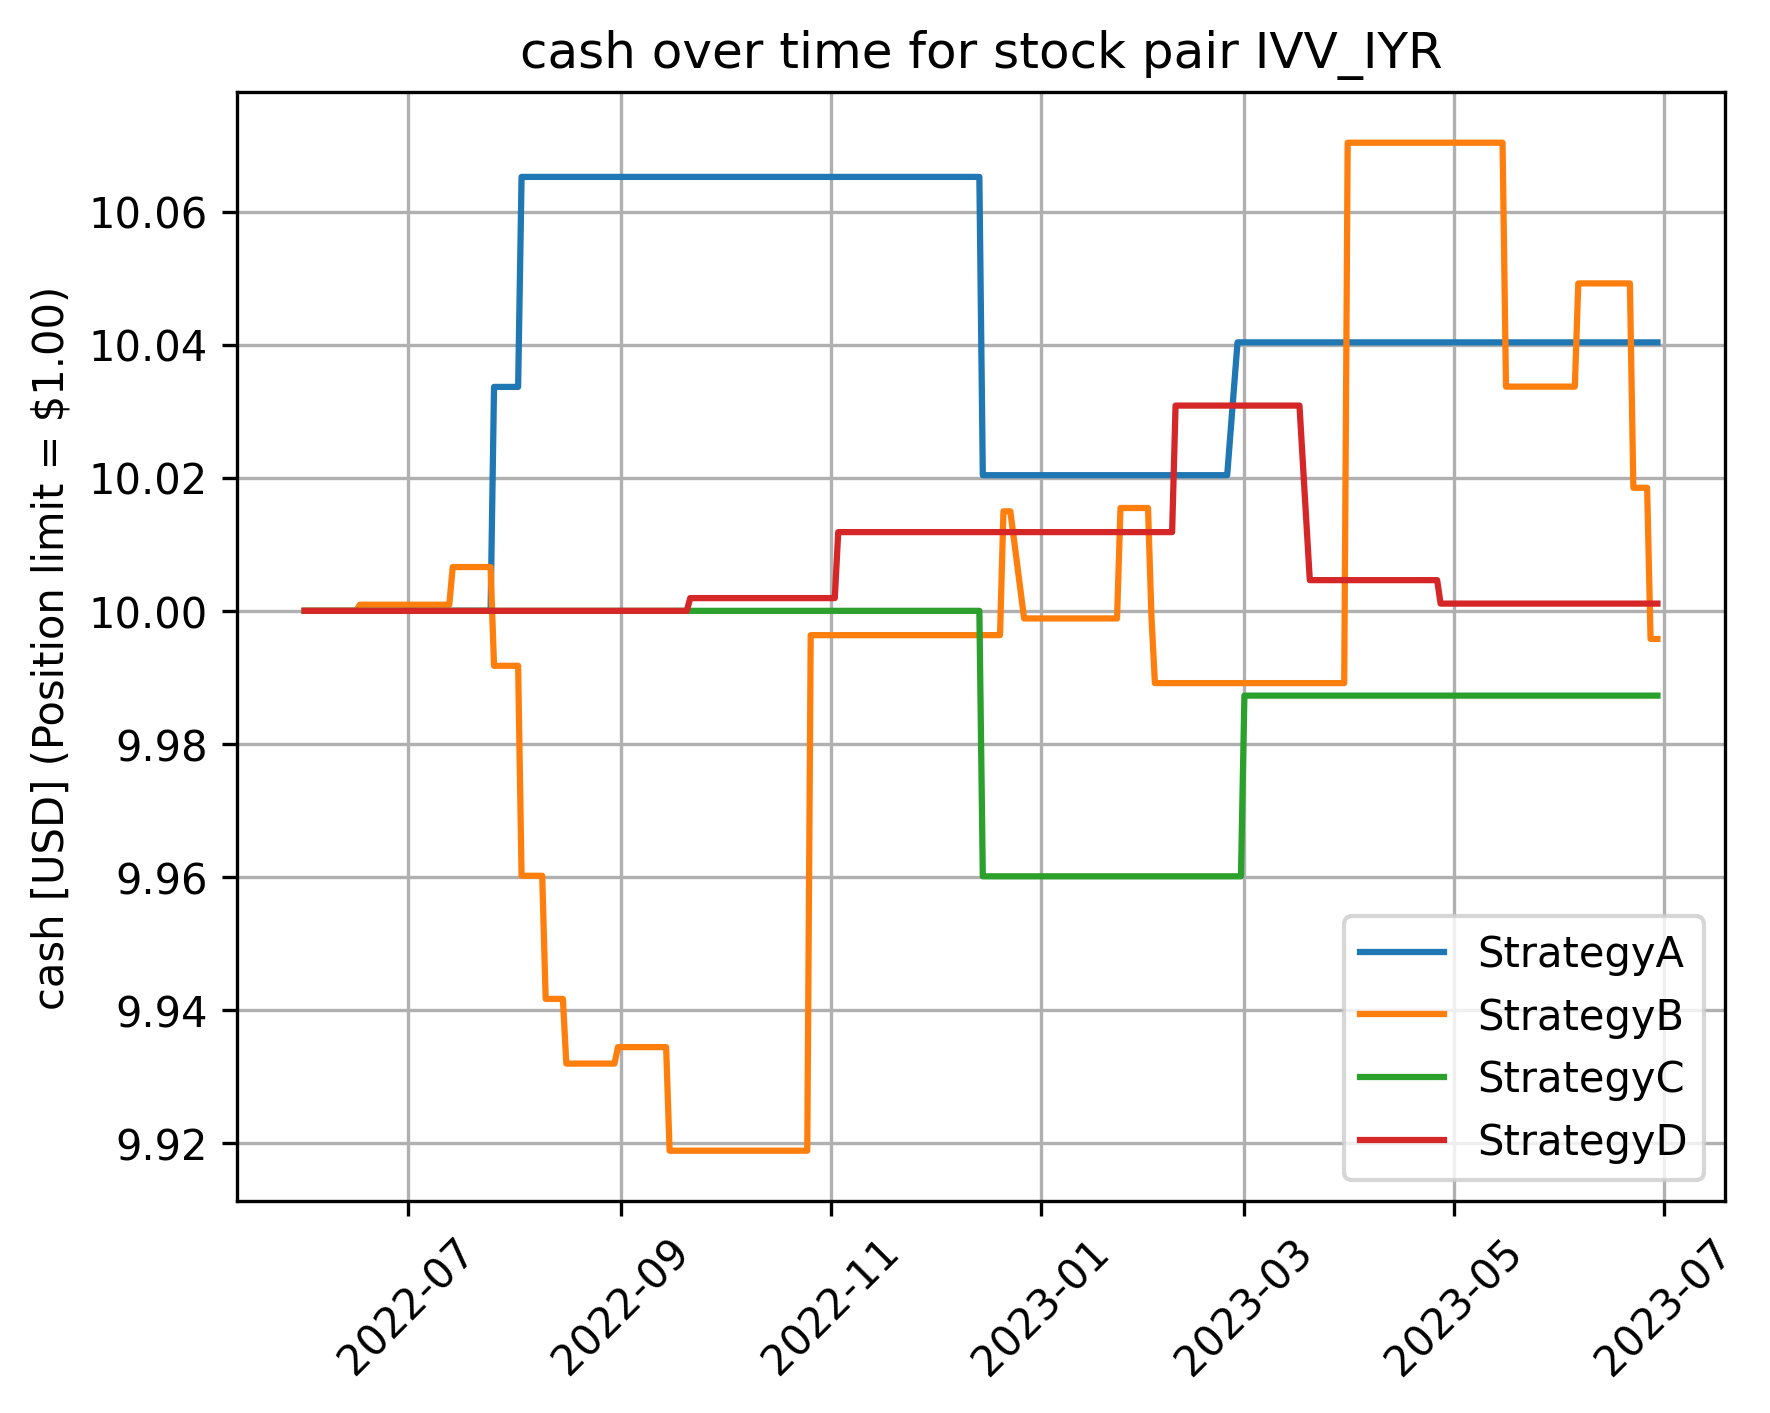 cash over time for stock pair IVV_IYR
cash [USD] (Position limit = $1.00)
10.06
10.04
10.02
10.00
9.98
9.96
9.94
9.92
2022-07
2022-09
2022-11
2023-01
2023-03
2023-05
2023-07
StrategyA
StrategyB
StrategyC
StrategyD